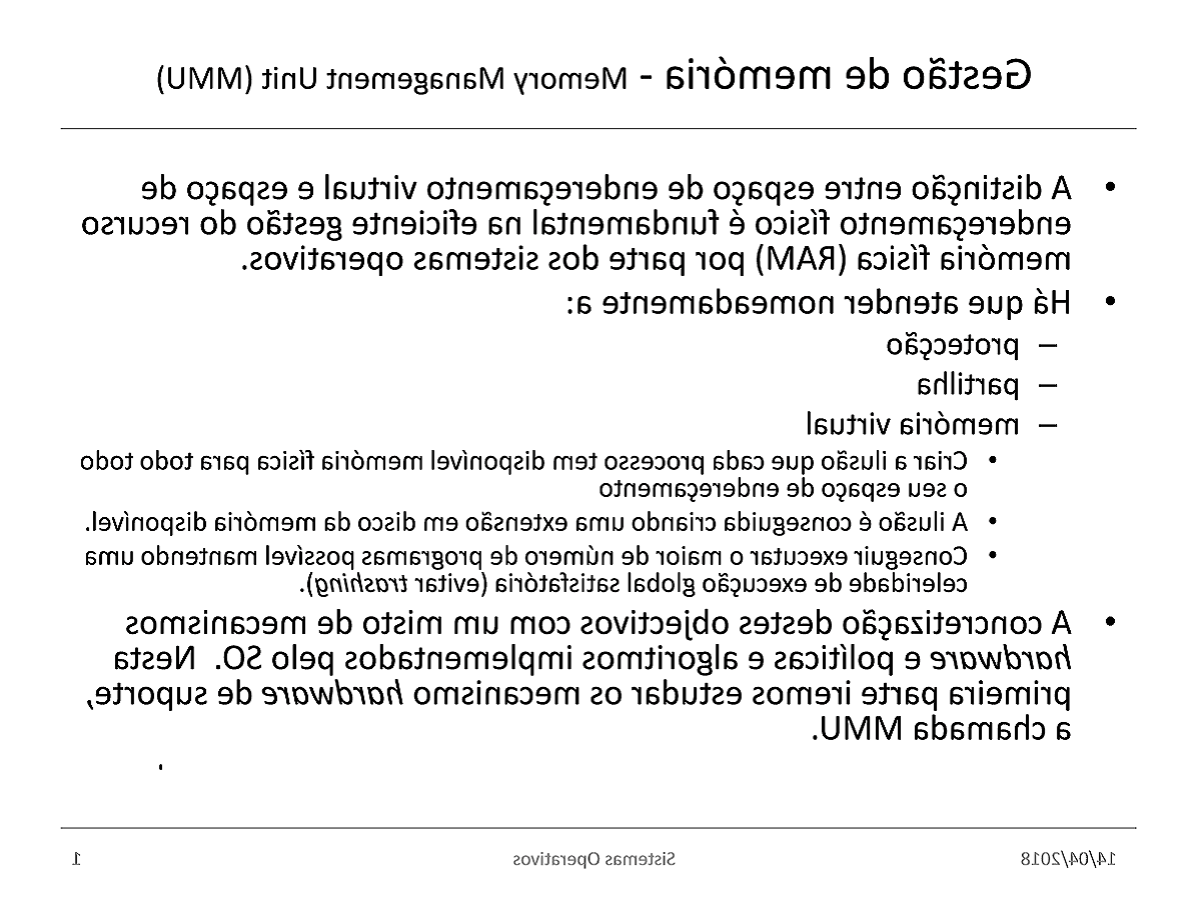 Gestão de memória - Memory Management Unit (MMU)
• A distinção entre espaço de endereçamento virtual e espaço de
endereçamento físico é fundamental na eficiente gestão do recurso
memória física (RAM) por parte dos sistemas operativos.
• Há que atender nomeadamente a:
– protecção
– partilha
– memória virtual
• Criar a ilusão que cada processo tem disponível memória física para todo todo
o seu espaço de endereçamento
• A ilusão é conseguida criando uma extensão em disco da memória disponível.
• Conseguir executar o maior de número de programas possível mantendo uma
celeridade de execução global satisfatória (evitar trashing).
• A concretização destes objectivos com um misto de mecanismos
hardware e políticas e algoritmos implementados pelo SO.  Nesta
primeira parte iremos estudar os mecanismo hardware de suporte,
a chamada MMU.
14/04/2018 Sistemas Operativos 1